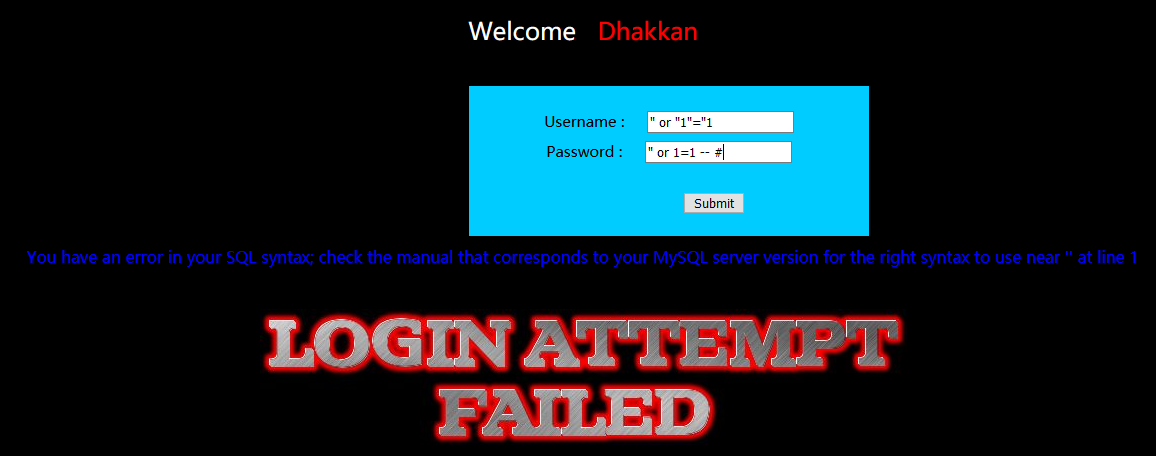 Welcome Dhakkan
Username : " or "1"="1
Password : " or 1=1 -- #
Submit
You have an error in your SQL syntax; check the manual that corresponds to your MySQL server version for the right syntax to use near '' at line 1
LOGIN ATTEMPT
FAILED